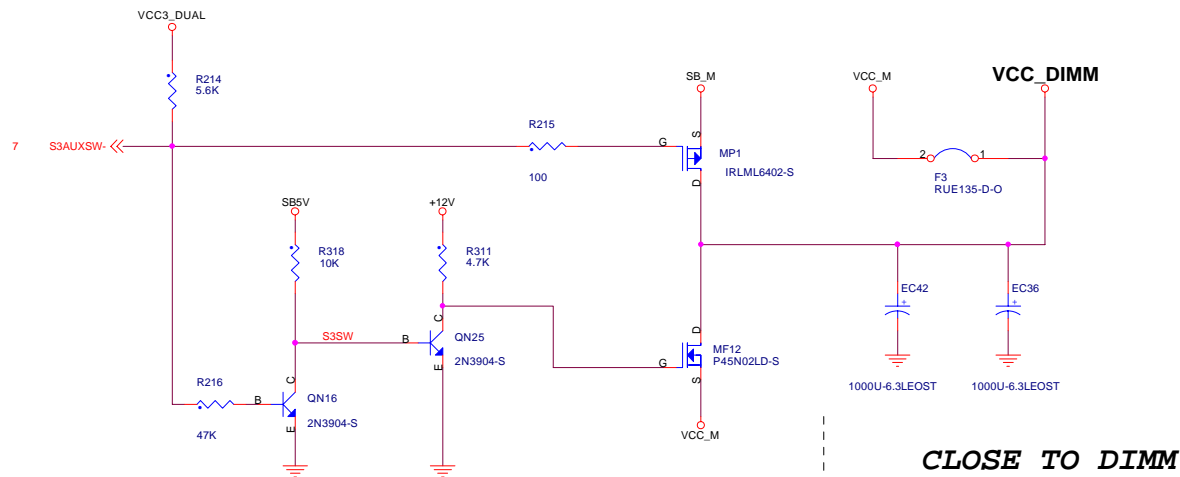 VCC3_DUAL
R214
5.6K
7 S3AUXSW-
R215
100
SB_M
G
S
D
MP1
IRLML6402-S
VCC_M
VCC_DIMM
2
1
F3
RUE135-D-O
SB5V
R318
10K
+12V
R311
4.7K
S3SW
B
C
E
QN25
2N3904-S
R216
47K
B
C
E
QN16
2N3904-S
G
D
S
MF12
P45N02LD-S
VCC_M
EC42
+
1000U-6.3LEOST
EC36
+
1000U-6.3LEOST
CLOSE TO DIMM